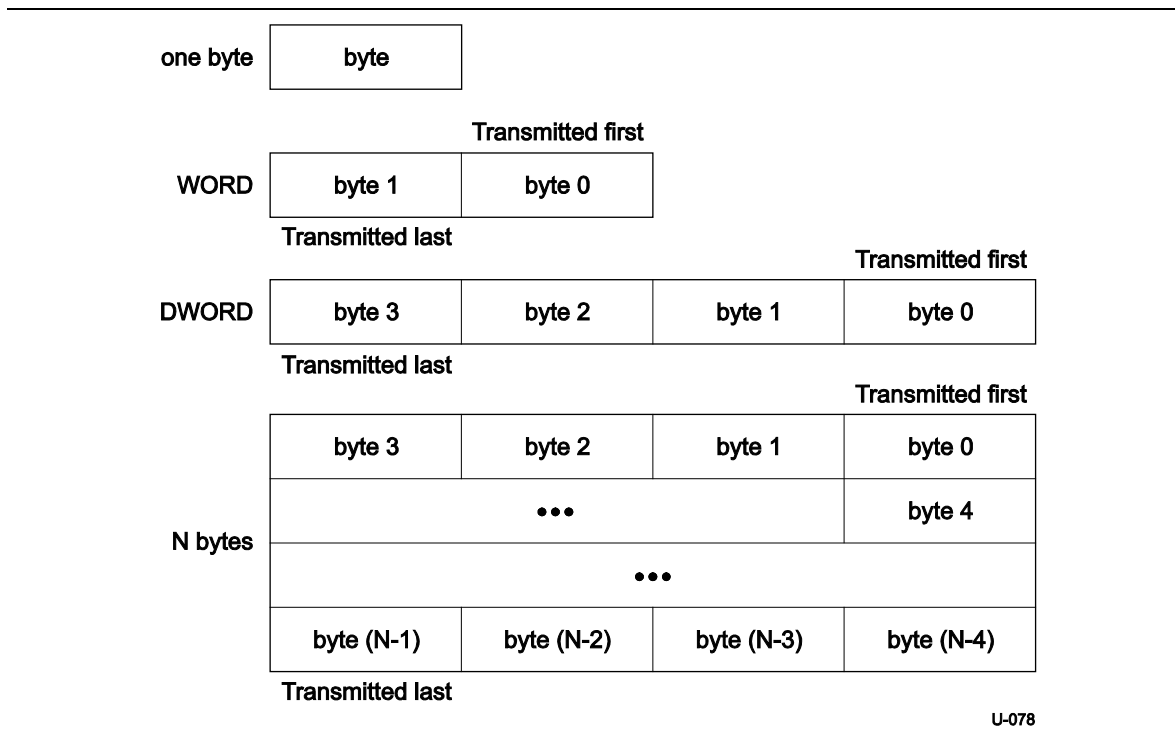 one byte byte
Transmitted first
WORD byte 1 byte 0
Transmitted last
Transmitted first
DWORD byte 3 byte 2 byte 1 byte 0
Transmitted last
Transmitted first
byte 3 byte 2 byte 1 byte 0
••• byte 4
N bytes
•••
byte (N-1) byte (N-2) byte (N-3) byte (N-4)
Transmitted last
U-078